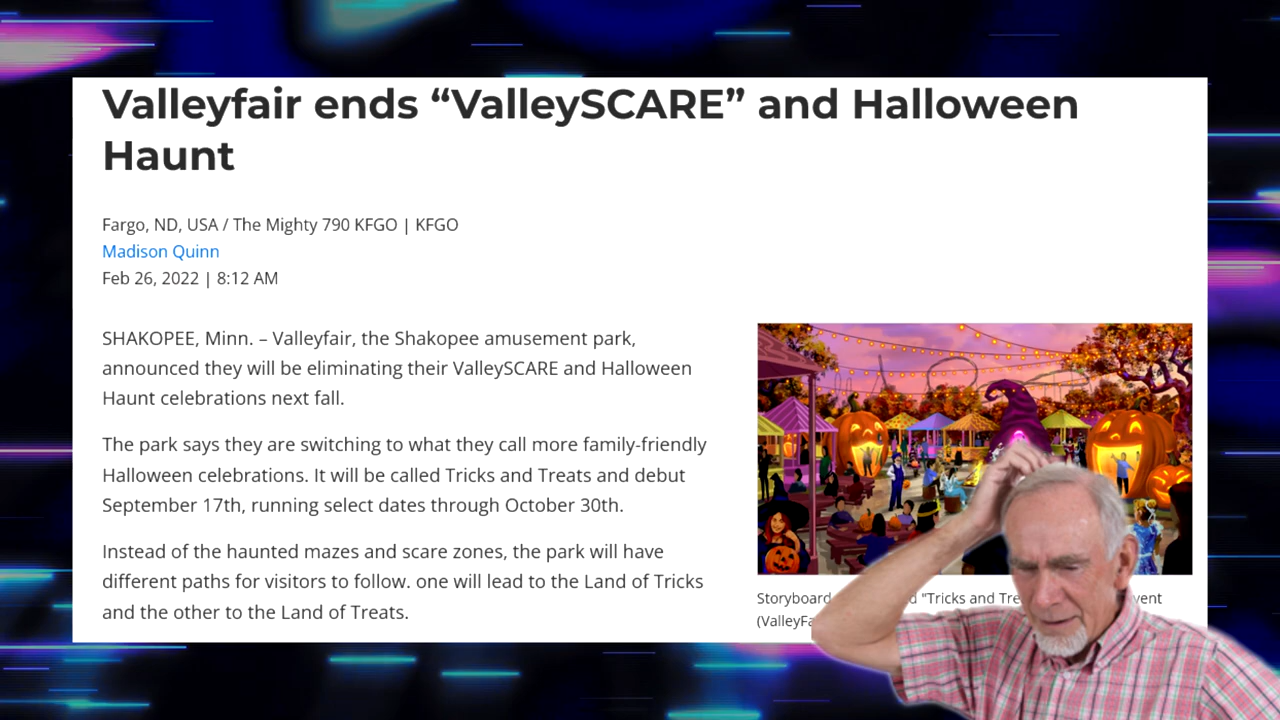 Valleyfair ends “ValleySCARE” and Halloween
Haunt
Fargo, ND, USA / The Mighty 790 KFGO | KFGO
Madison Quinn
Feb 26, 2022 | 8:12 AM
SHAKOPEE, Minn. – Valleyfair, the Shakopee amusement park,
announced they will be eliminating their ValleySCARE and Halloween
Haunt celebrations next fall.
The park says they are switching to what they call more family-friendly
Halloween celebrations. It will be called Tricks and Treats and debut
September 17th, running select dates through October 30th.
Instead of the haunted mazes and scare zones, the park will have
different paths for visitors to follow. one will lead to the Land of Tricks
and the other to the Land of Treats.
Storyboard "Tricks and